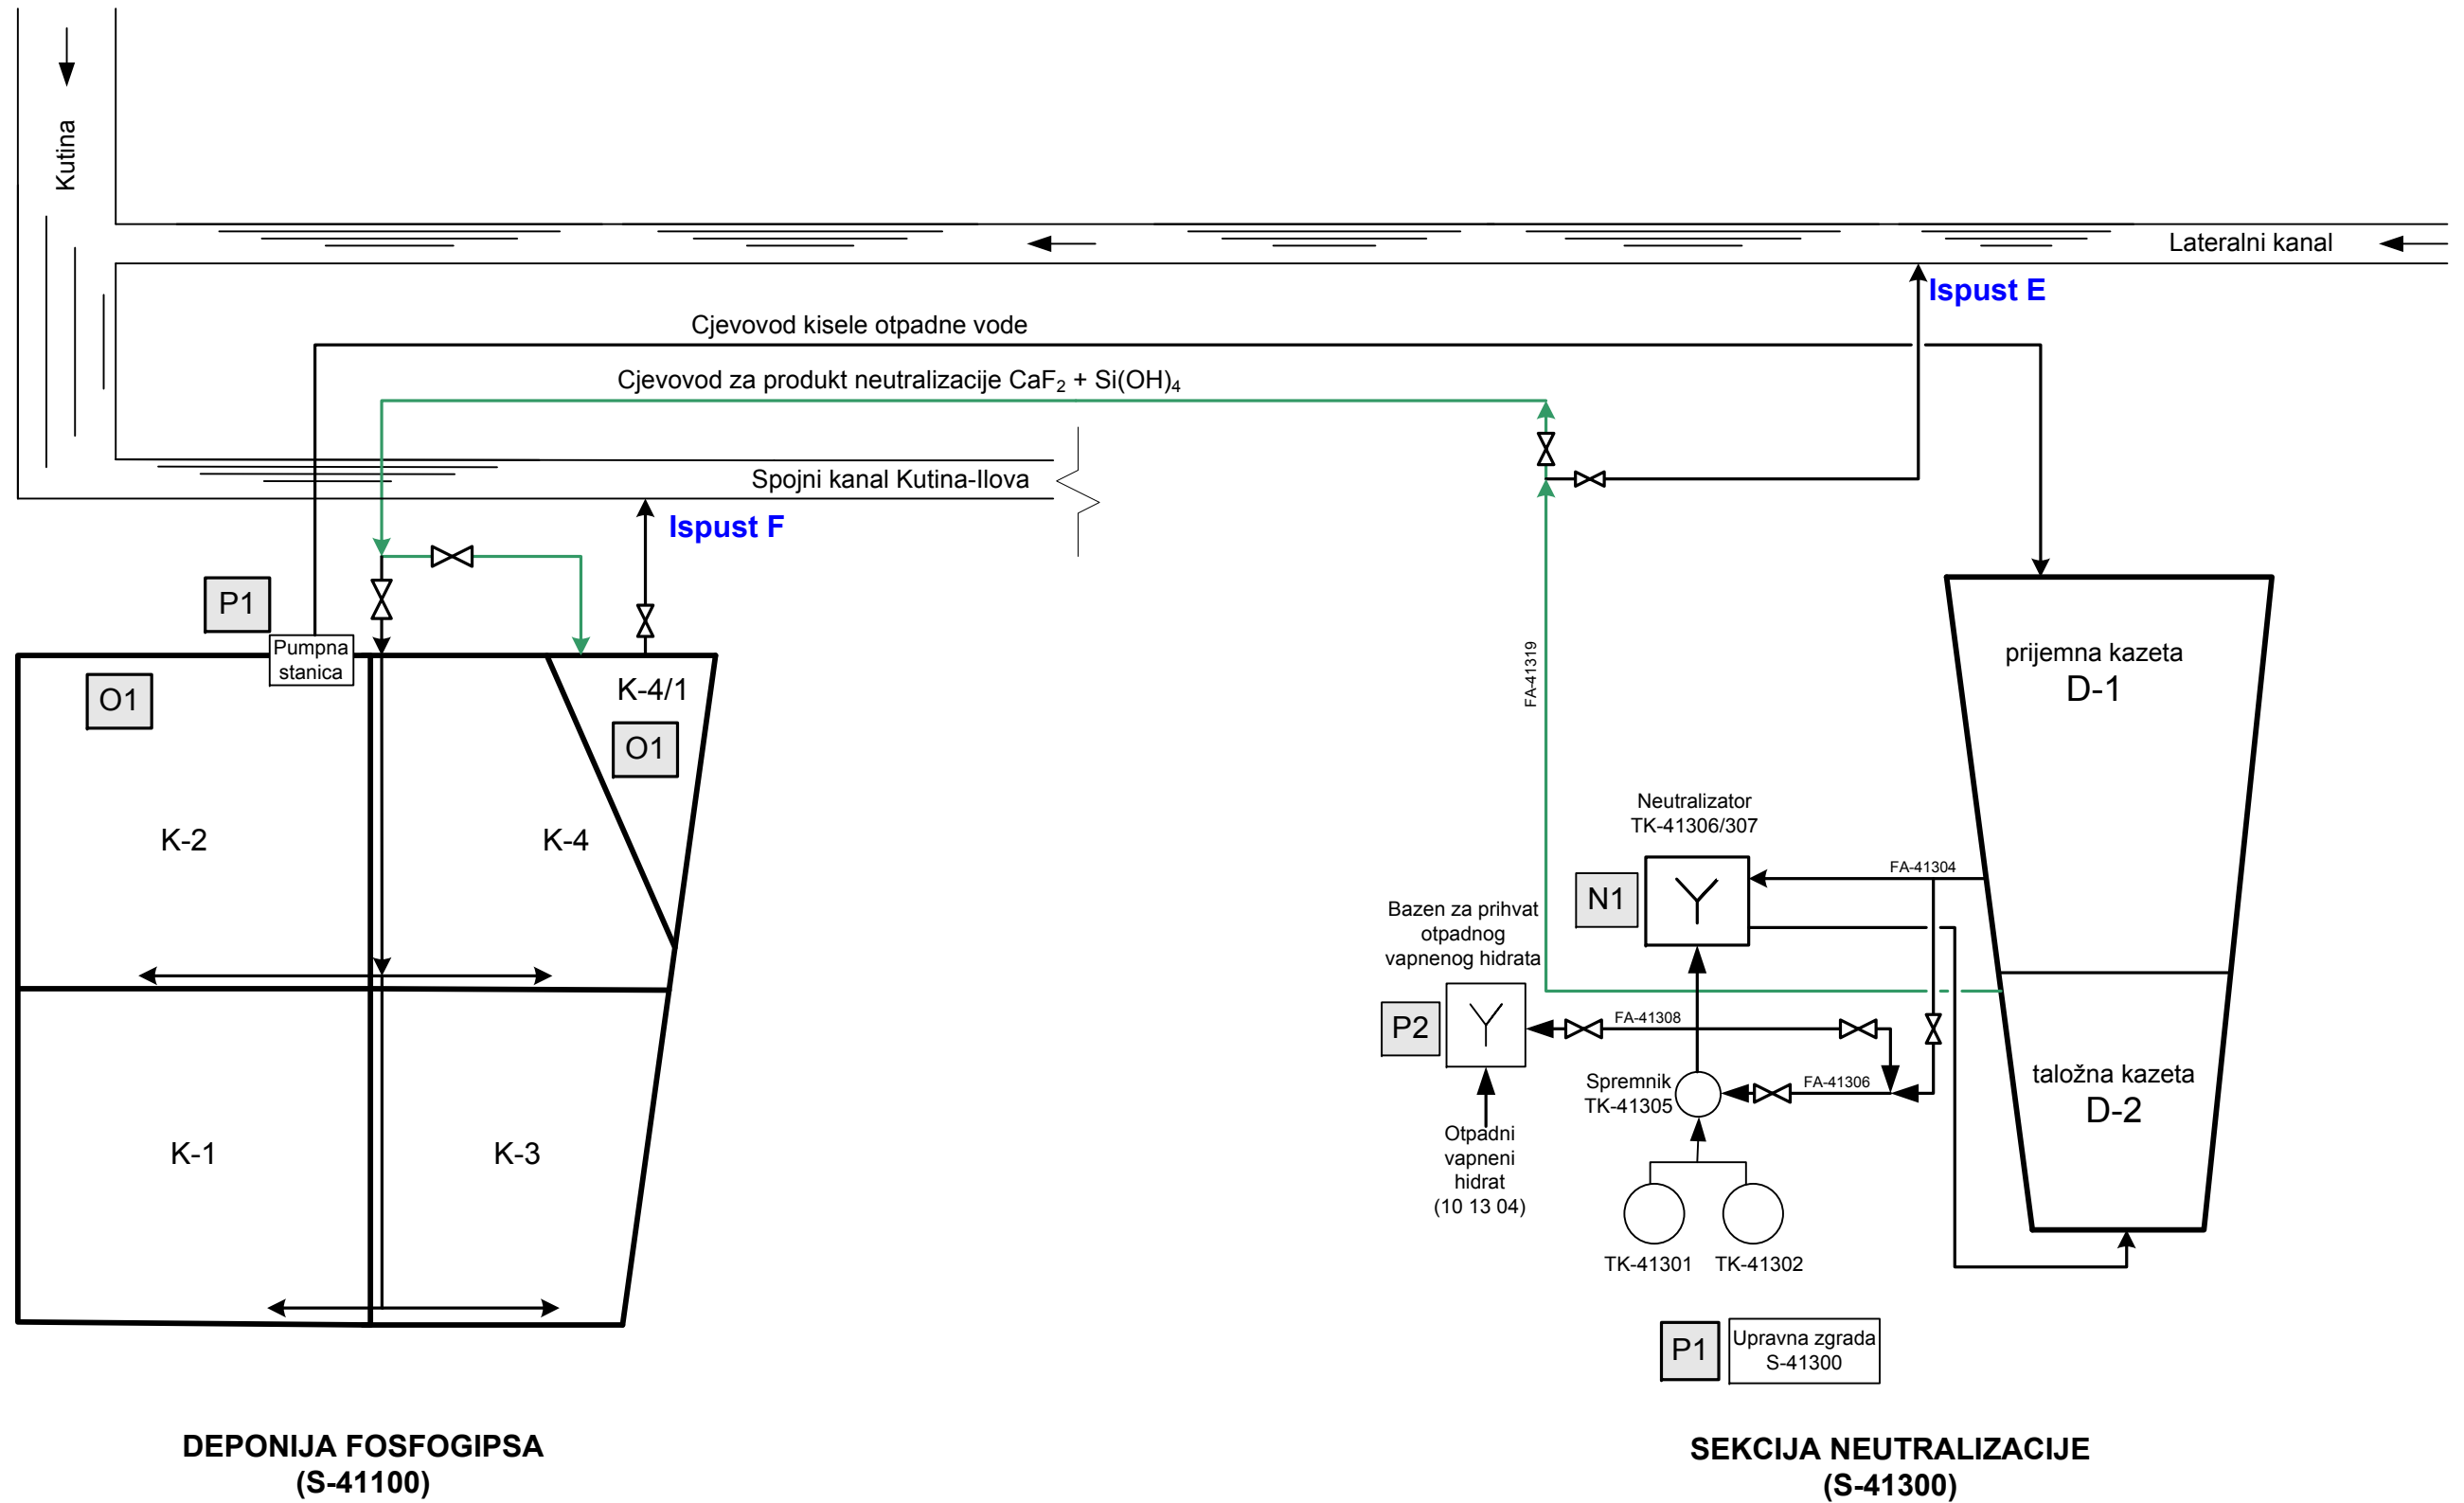 Kutina
Lateralni kanal
Ispust E
Cjevovod kisele otpadne vode
Cjevovod za produkt neutralizacije CaF₂ + Si(OH)₄
Spojni kanal Kutina-Ilova
Ispust F
P1
Pumpna
stanica
O1
K-4/1
O1
K-2
K-4
K-1
K-3
FA-41319
prijemna kazeta
D-1
Neutralizator
TK-41306/307
N1
FA-41304
Bazen za prihvat
otpadnog
vapnenog hidrata
P2
FA-41308
Spremnik
TK-41305
FA-41306
taložna kazeta
D-2
Otpadni
vapneni
hidrat
(10 13 04)
TK-41301
TK-41302
P1
Upravna zgrada
S-41300
DEPONIJA FOSFOGIPSA
(S-41100)
SEKCIJA NEUTRALIZACIJE
(S-41300)